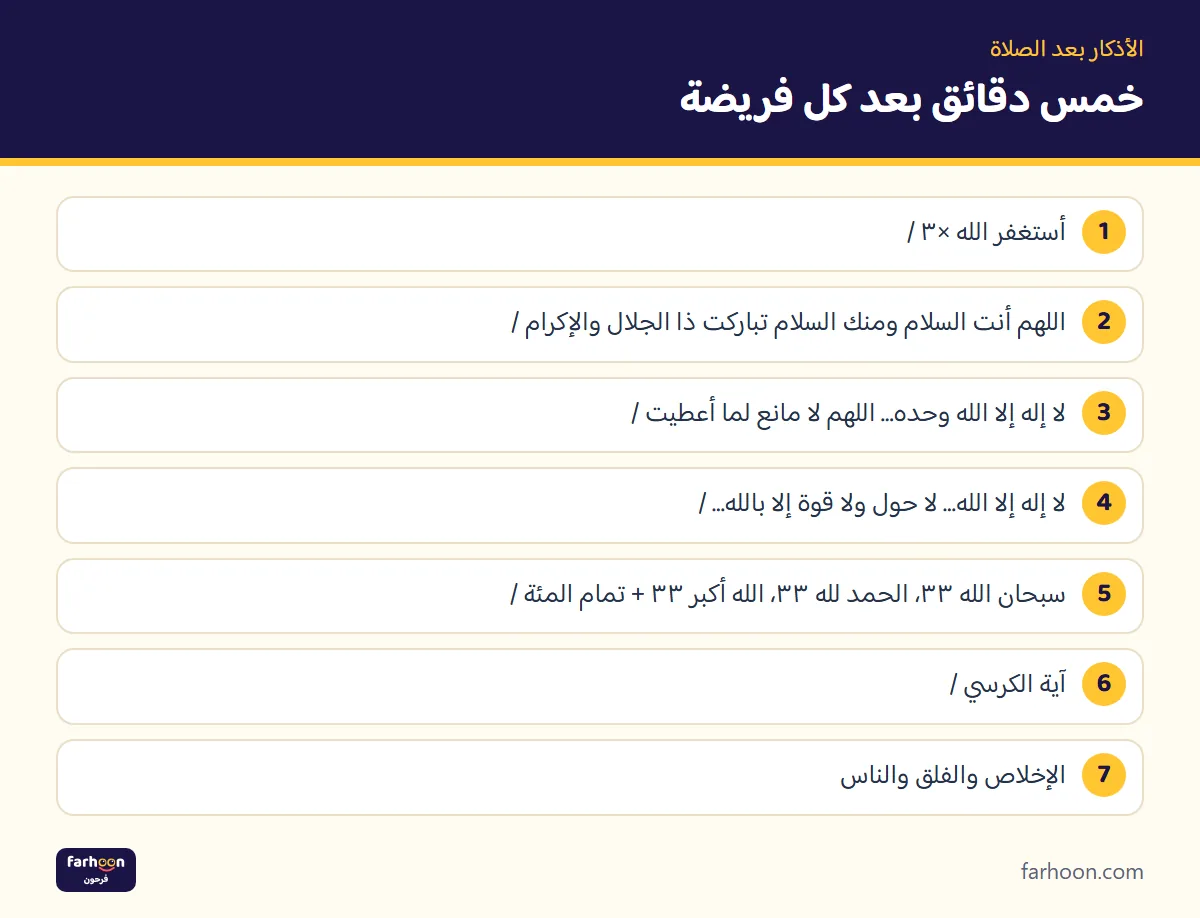 الأذكار بعد الصلاة
خمس دقائق بعد كل فريضة
1 أستغفر الله ×٣ /
2 اللهم أنت السلام ومنك السلام تباركت ذا الجلال والإكرام /
3 لا إله إلا الله وحده... اللهم لا مانع لما أعطيت /
4 لا إله إلا الله... لا حول ولا قوة إلا بالله... /
5 سبحان الله ٣٣، الحمد لله ٣٣، الله أكبر ٣٣ + تمام المئة /
6 آية الكرسي /
7 الإخلاص والفلق والناس
farhoon.com
farhoon
فرحون